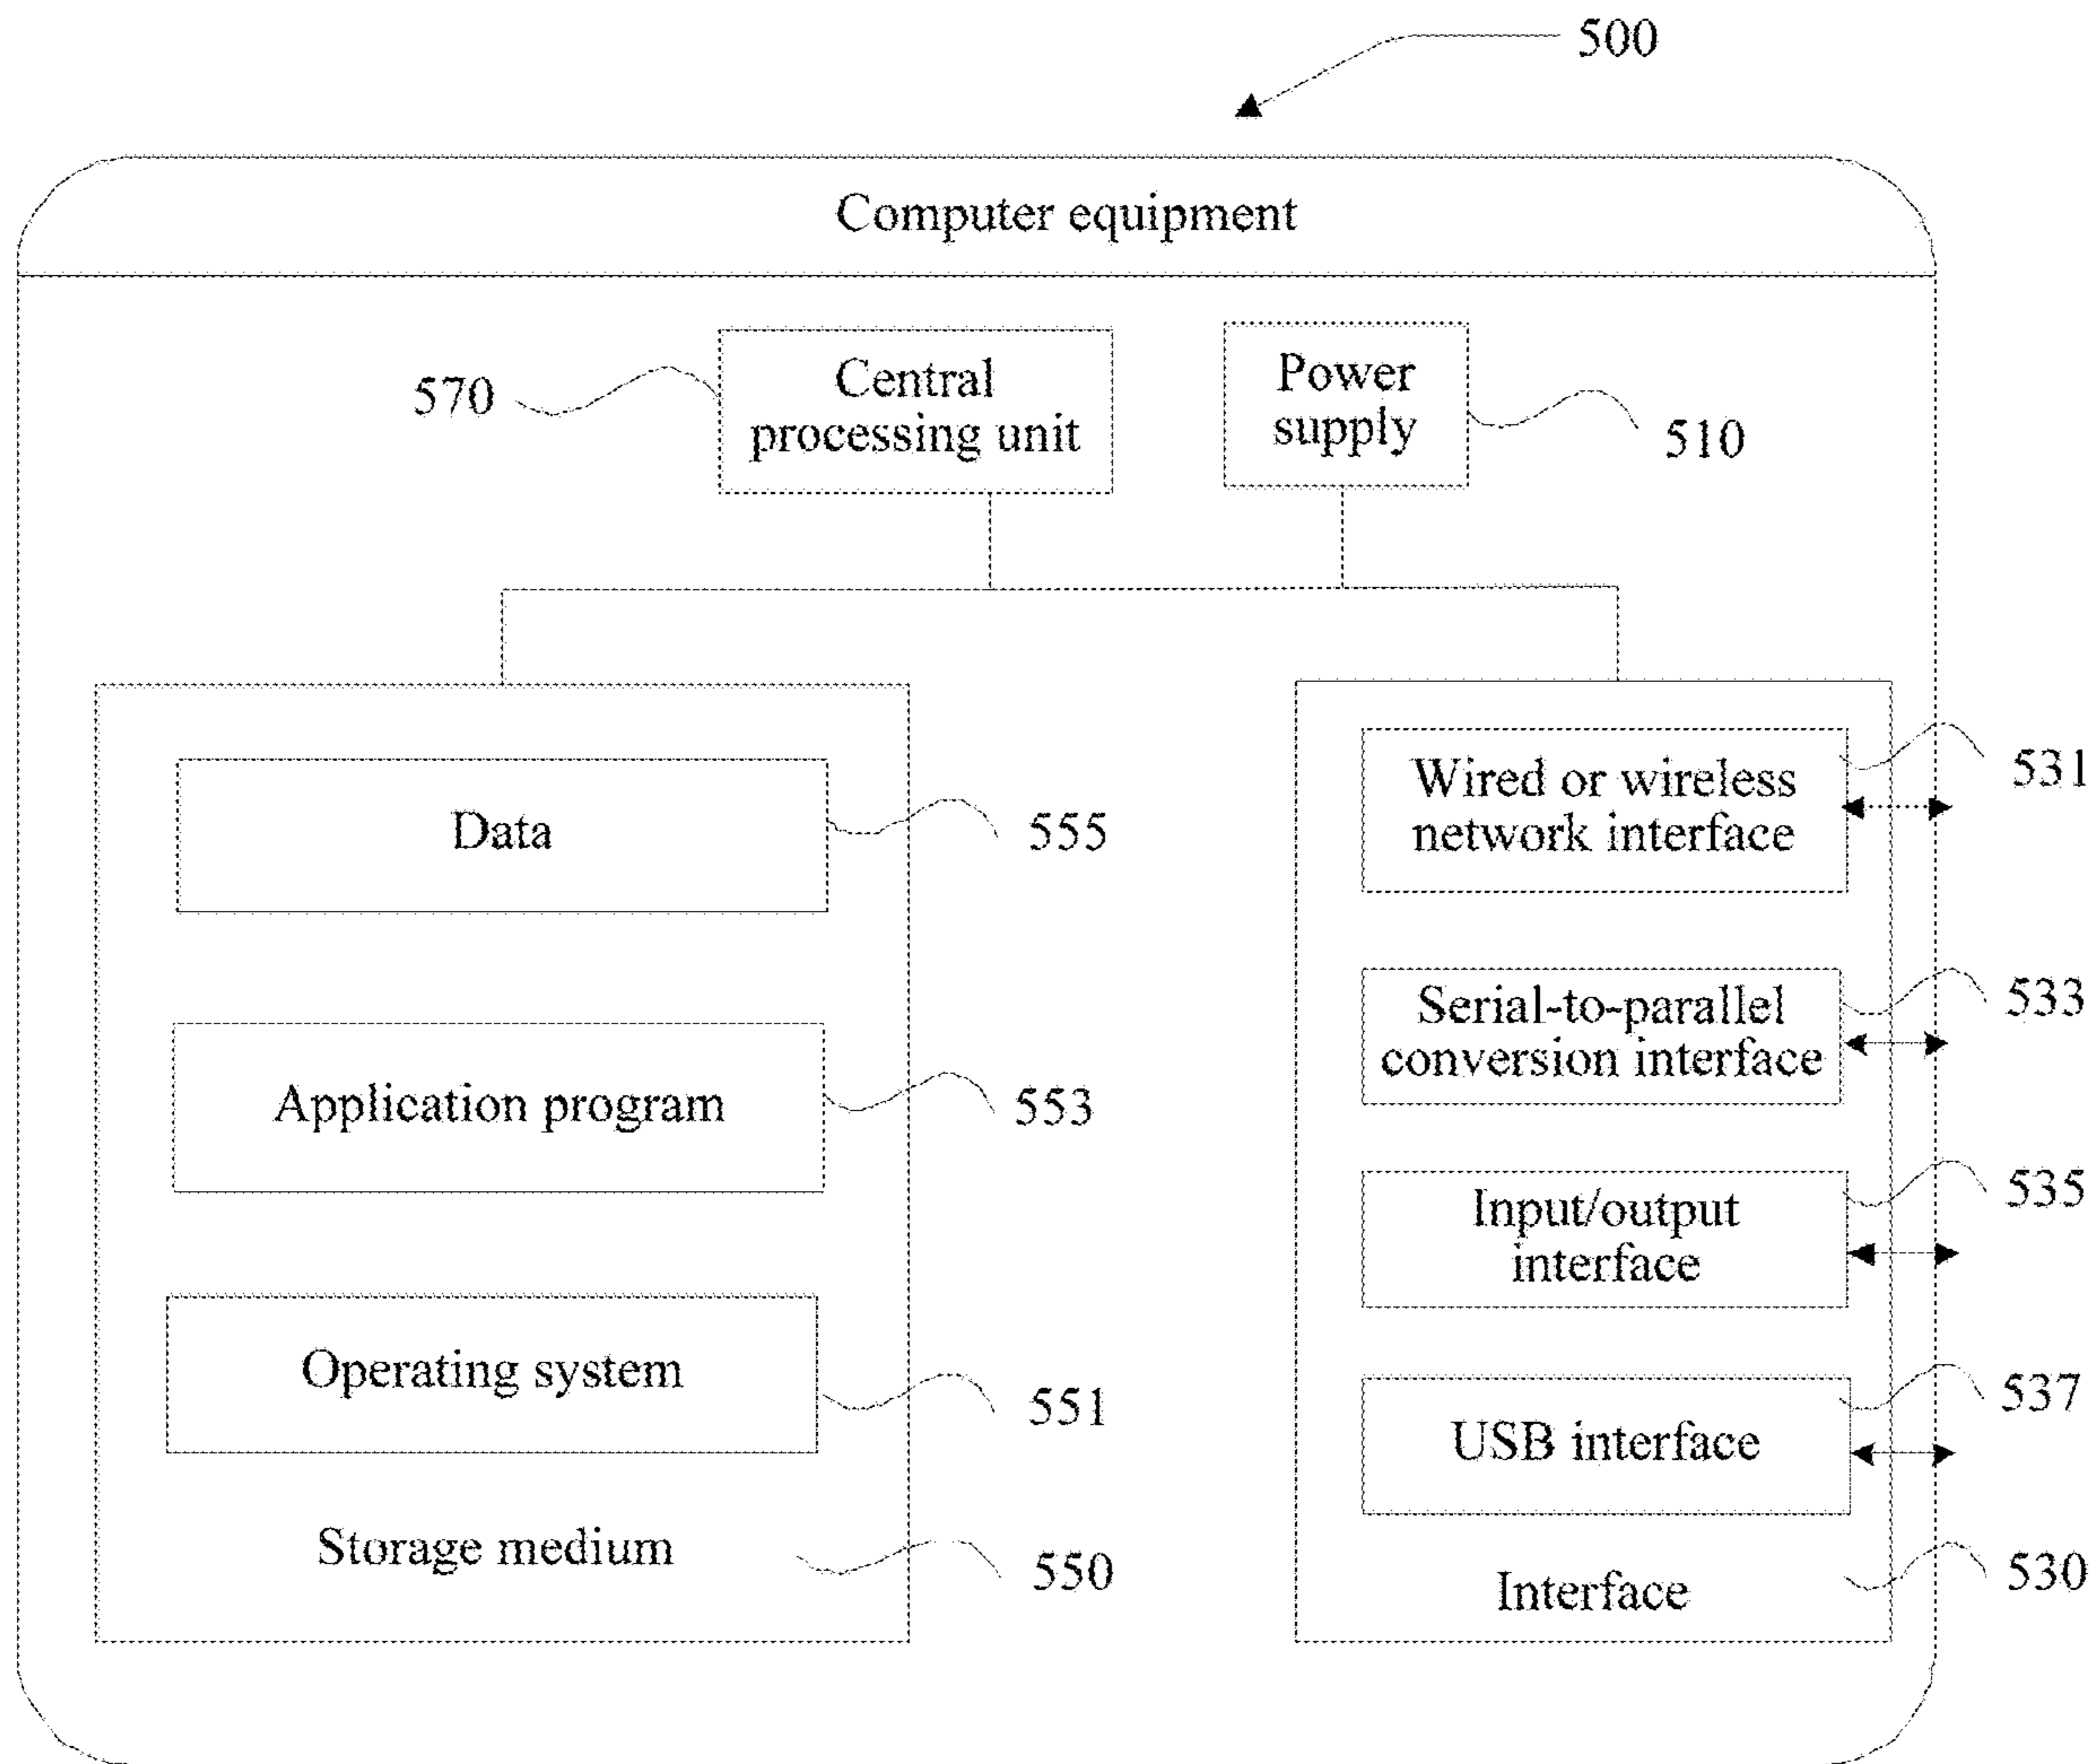 500
Computer equipment
570
Central
processing unit
Power
supply
510
Data
555
Application program
553
Operating system
551
Storage medium
550
Wired or wireless
network interface
531
Serial-to-parallel
conversion interface
533
Input/output
interface
535
USB interface
537
Interface
530